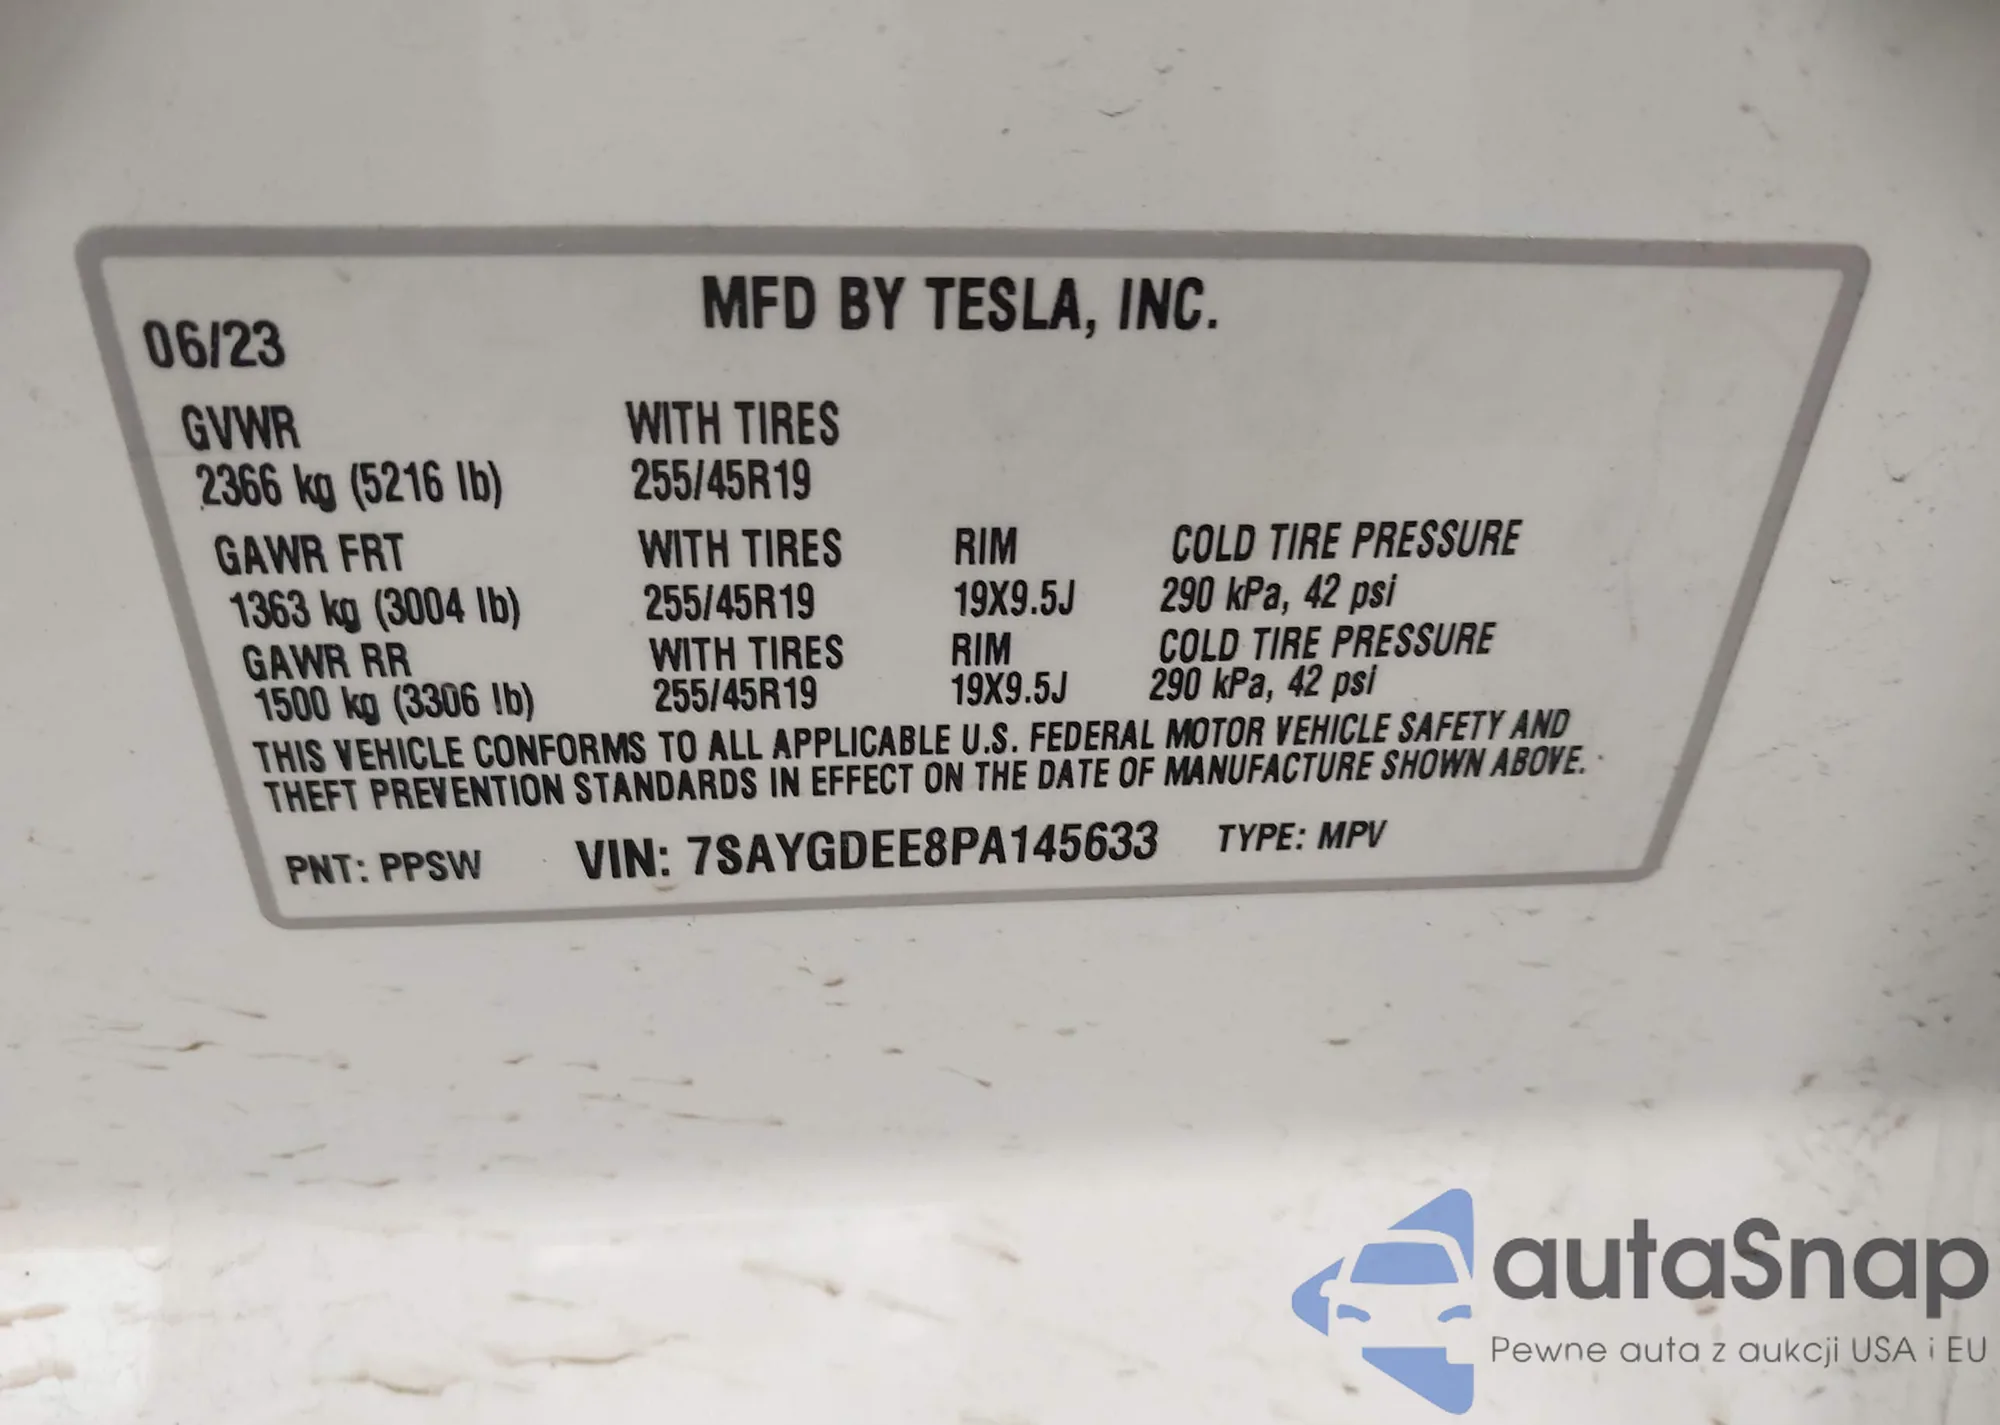 MFD BY TESLA, INC.
06/23
GVWR WITH TIRES
2366 kg (5216 lb) 255/45R19
GAWR FRT WITH TIRES RIM COLD TIRE PRESSURE
1363 kg (3004 lb) 255/45R19 19X9.5J 290 kPa, 42 psi
GAWR RR WITH TIRES RIM COLD TIRE PRESSURE
1500 kg (3306 lb) 255/45R19 19X9.5J 290 kPa, 42 psi
THIS VEHICLE CONFORMS TO ALL APPLICABLE U.S. FEDERAL MOTOR VEHICLE SAFETY AND
THEFT PREVENTION STANDARDS IN EFFECT ON THE DATE OF MANUFACTURE SHOWN ABOVE.
PNT: PPSW VIN: 7SAYGDEE8PA145633 TYPE: MPV
autaSnap
Pewne auta z aukcji USA i EU